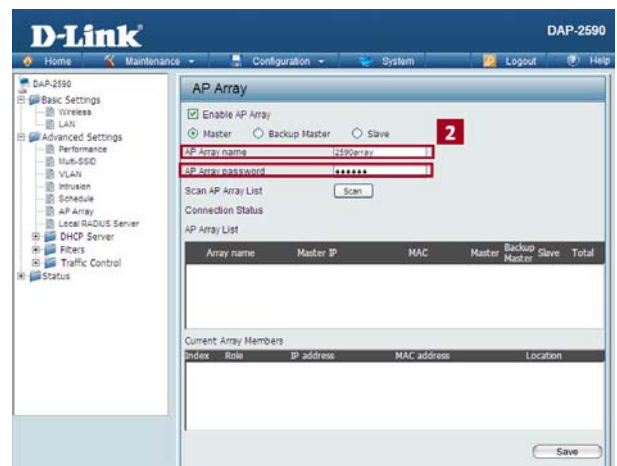 D-Link
DAP-2590
Home Maintenance Configuration System Logout Help
DAP-2590
Basic Settings
Wireless
LAN
Advanced Settings
Performance
Multi-SSID
VLAN
Intrusion
Schedule
AP Array
Local RADIUS Server
DHCP Server
Filters
Traffic Control
Status
AP Array
Enable AP Array
Master Backup Master Slave
2
AP Array name 2590array
AP Array password ••••••
Scan AP Array List Scan
Connection Status
AP Array List
Array name Master IP MAC Master Backup Master Slave Total
Current Array Members
Index Role IP address MAC address Location
Save